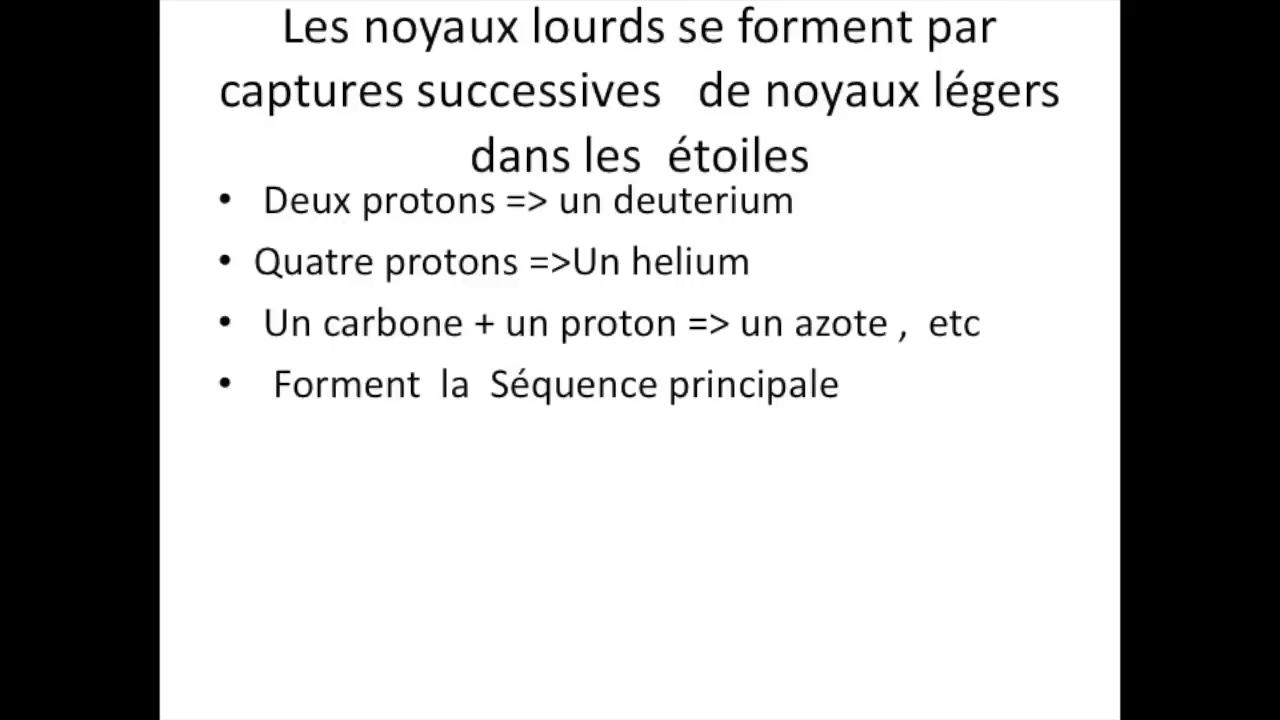 Les noyaux lourds se forment par
captures successives de noyaux légers
dans les étoiles
• Deux protons => un deuterium
• Quatre protons =>Un helium
• Un carbone + un proton => un azote , etc
• Forment la Séquence principale